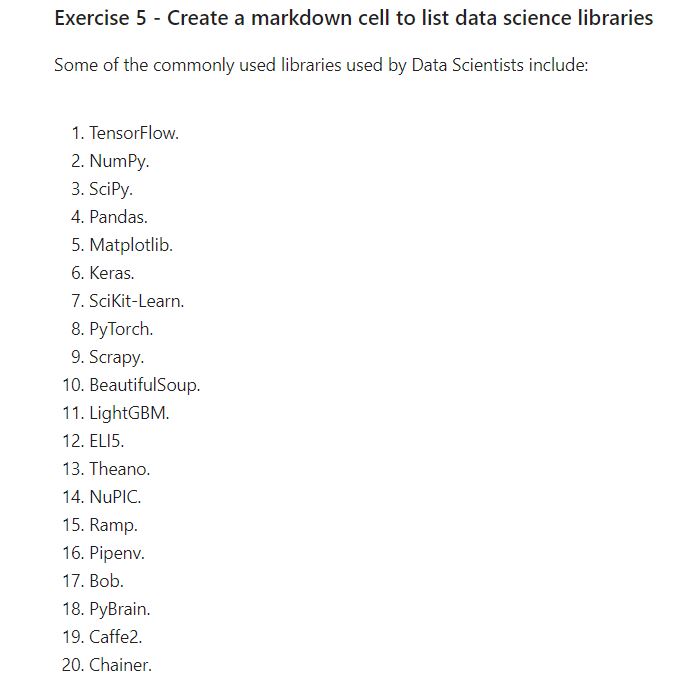 Exercise 5 - Create a markdown cell to list data science libraries
Some of the commonly used libraries used by Data Scientists include:
1. TensorFlow.
2. NumPy.
3. SciPy.
4. Pandas.
5. Matplotlib.
6. Keras.
7. SciKit-Learn.
8. PyTorch.
9. Scrapy.
10. BeautifulSoup.
11. LightGBM.
12. ELI5.
13. Theano.
14. NuPIC.
15. Ramp.
16. Pipenv.
17. Bob.
18. PyBrain.
19. Caffe2.
20. Chainer.